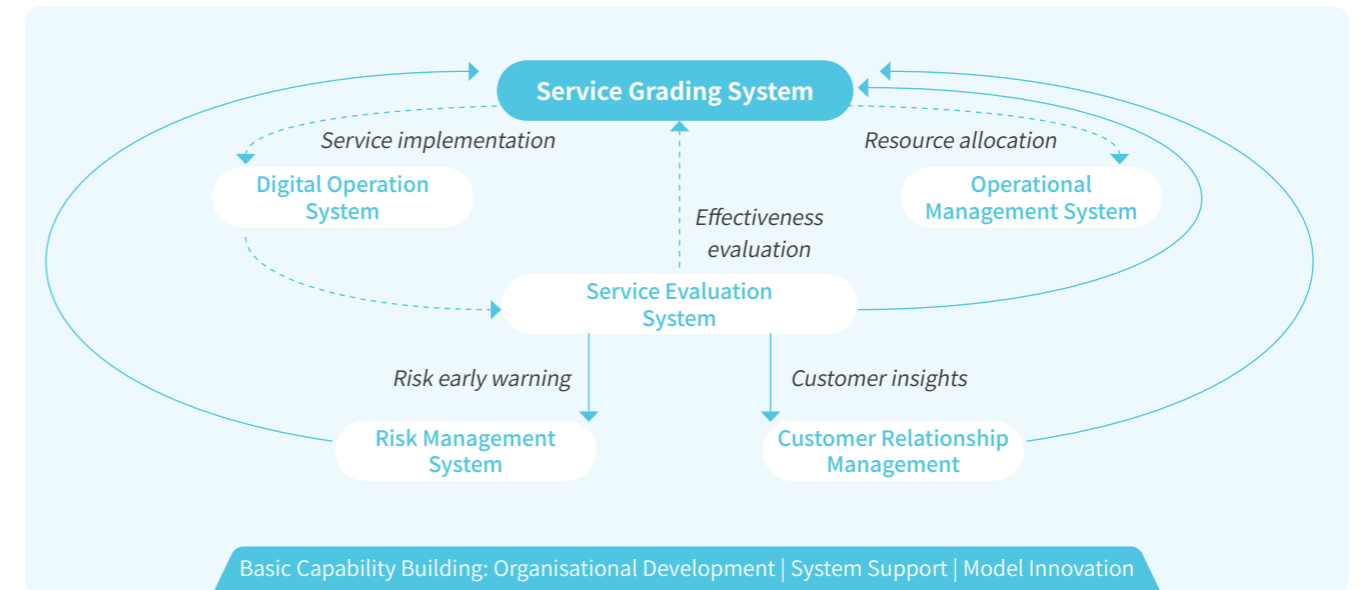 Service Grading System
Service implementation
Resource allocation
Digital Operation
System
Operational
Management System
Effectiveness
evaluation
Service Evaluation
System
Risk early warning
Customer insights
Risk Management
System
Customer Relationship
Management
Basic Capability Building: Organisational Development | System Support | Model Innovation